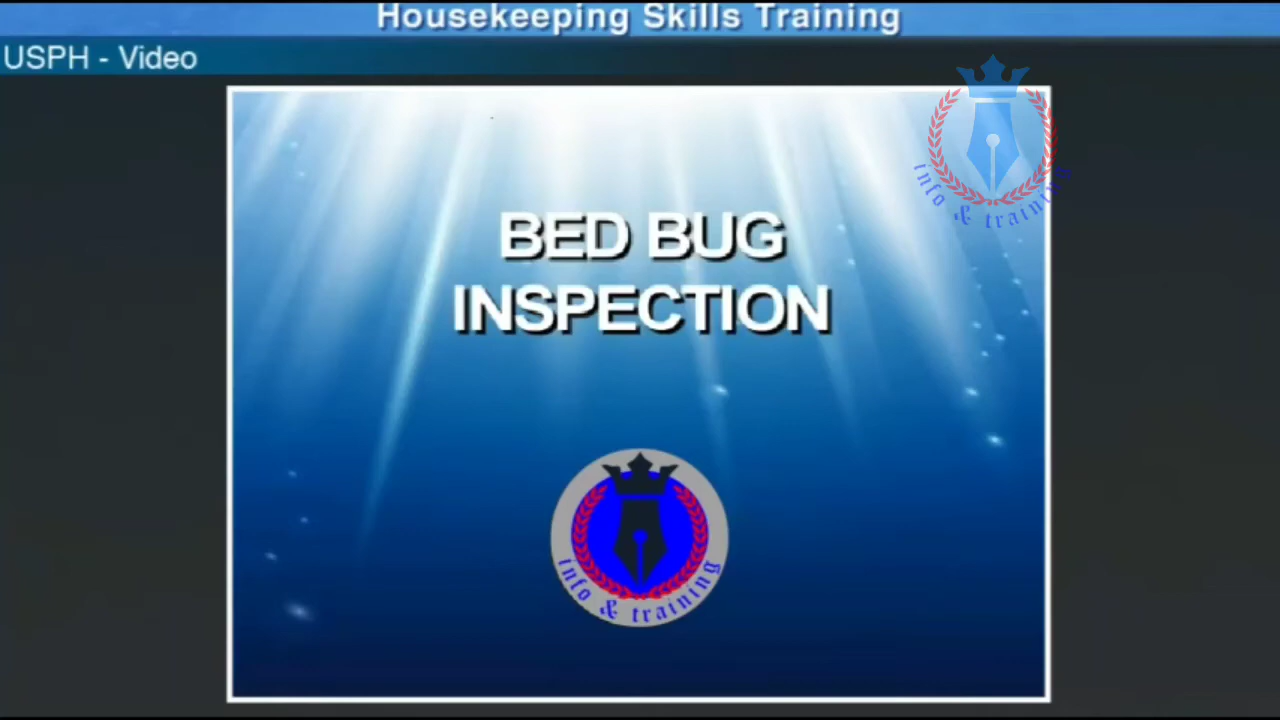 Housekeeping Skills Training
USPH - Video
info & training
BED BUG
INSPECTION
info & training